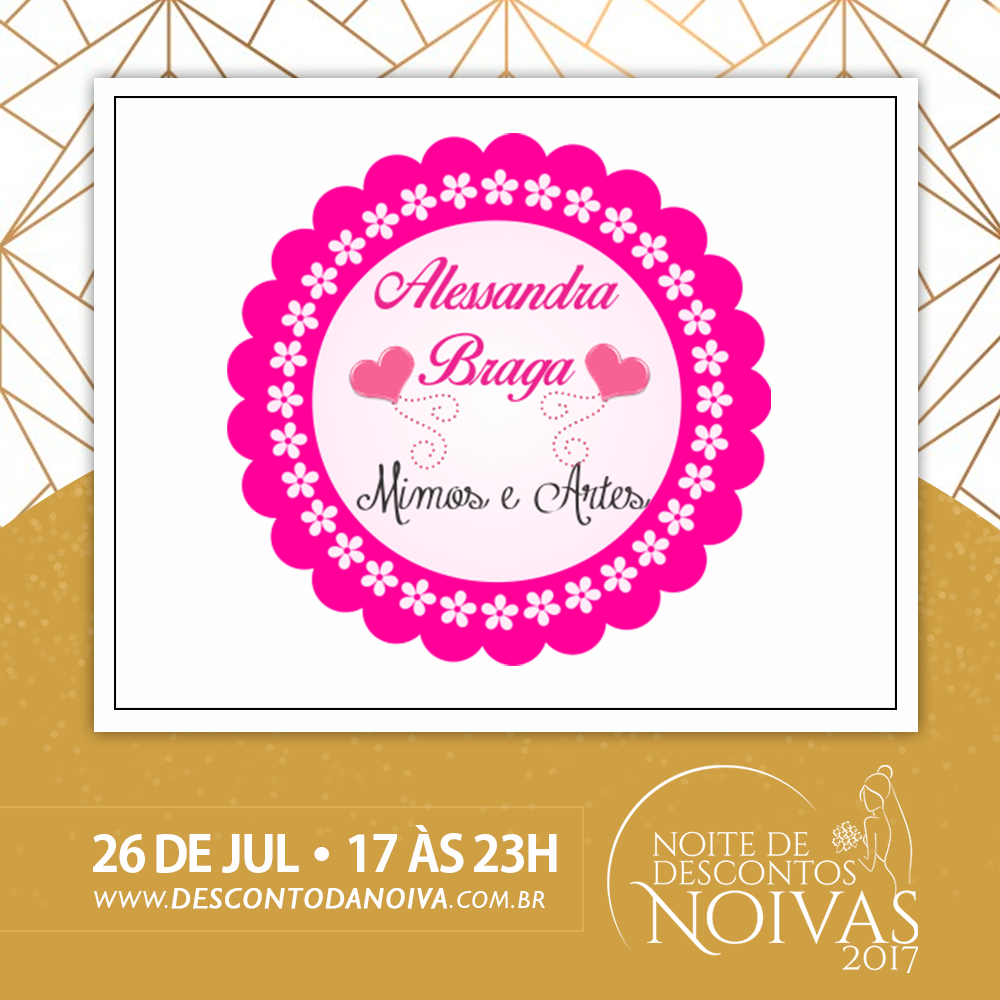 Alessandra
Braga
Mimos e Artes
26 DE JUL • 17 ÀS 23H
WWW.DESCONTODANOIVA.COM.BR
NOITE DE
DESCONTOS
NOIVAS
2017